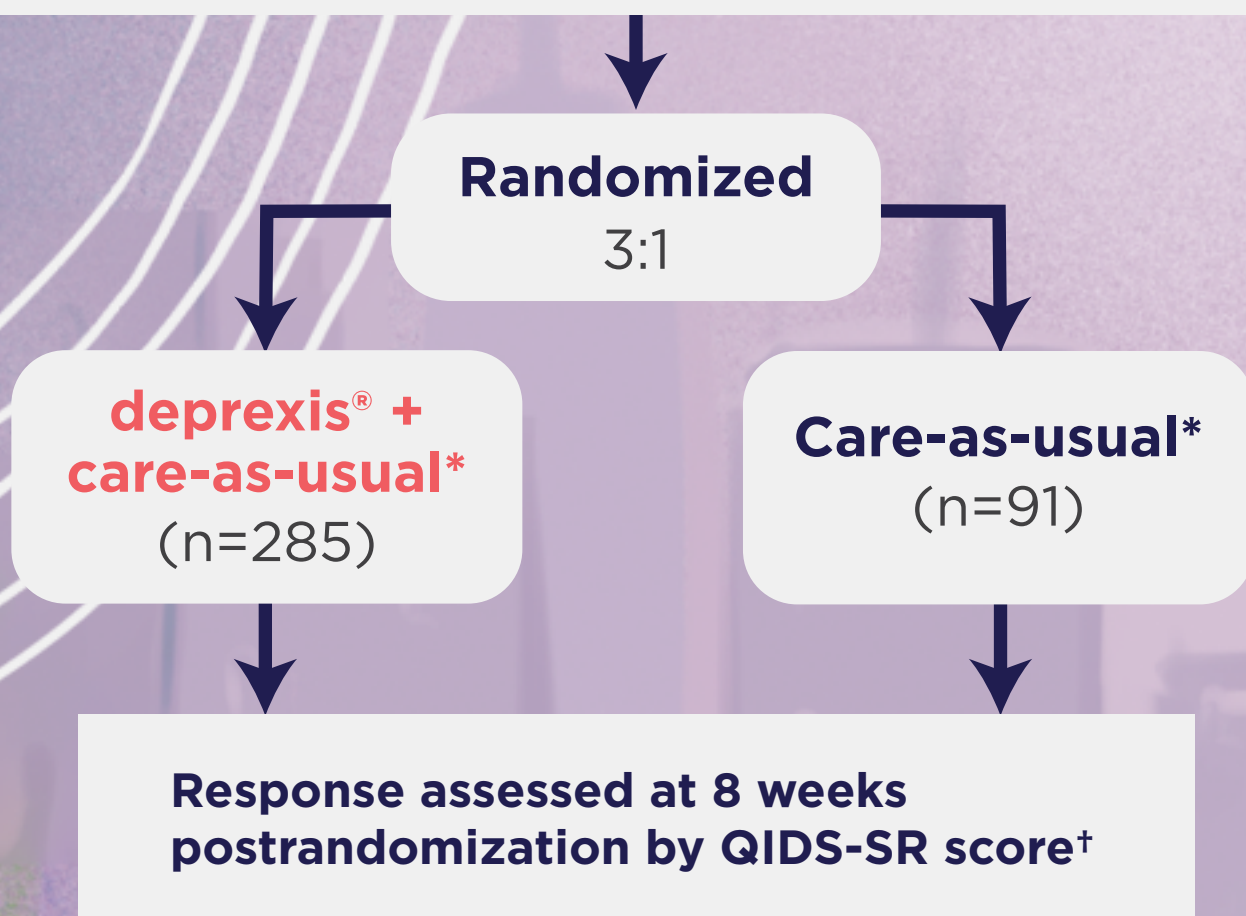 Randomized
3:1
deprexis® +
care-as-usual*
(n=285)
Care-as-usual*
(n=91)
Response assessed at 8 weeks
postrandomization by QIDS-SR score†